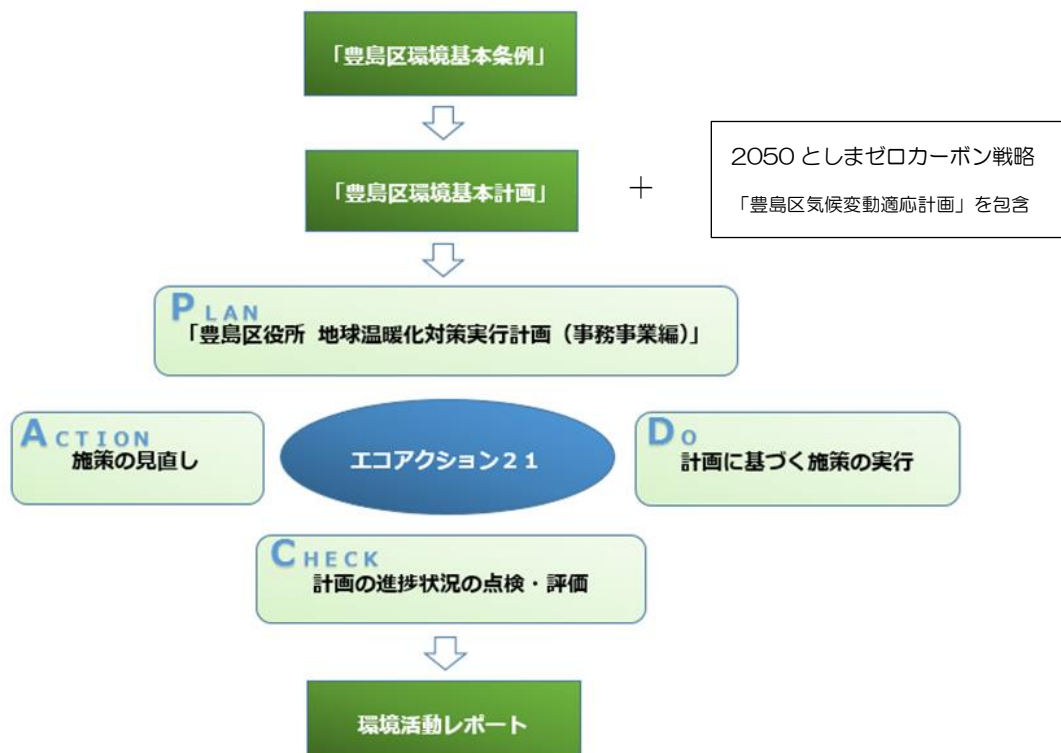 「豊島区環境基本条例」
「豊島区環境基本計画」
＋
2050 としまゼロカーボン戦略
「豊島区気候変動適応計画」を包含
PLAN
「豊島区役所 地球温暖化対策実行計画（事務事業編）」
ACTION
施策の見直し
エコアクション２１
DO
計画に基づく施策の実行
CHECK
計画の進捗状況の点検・評価
環境活動レポート